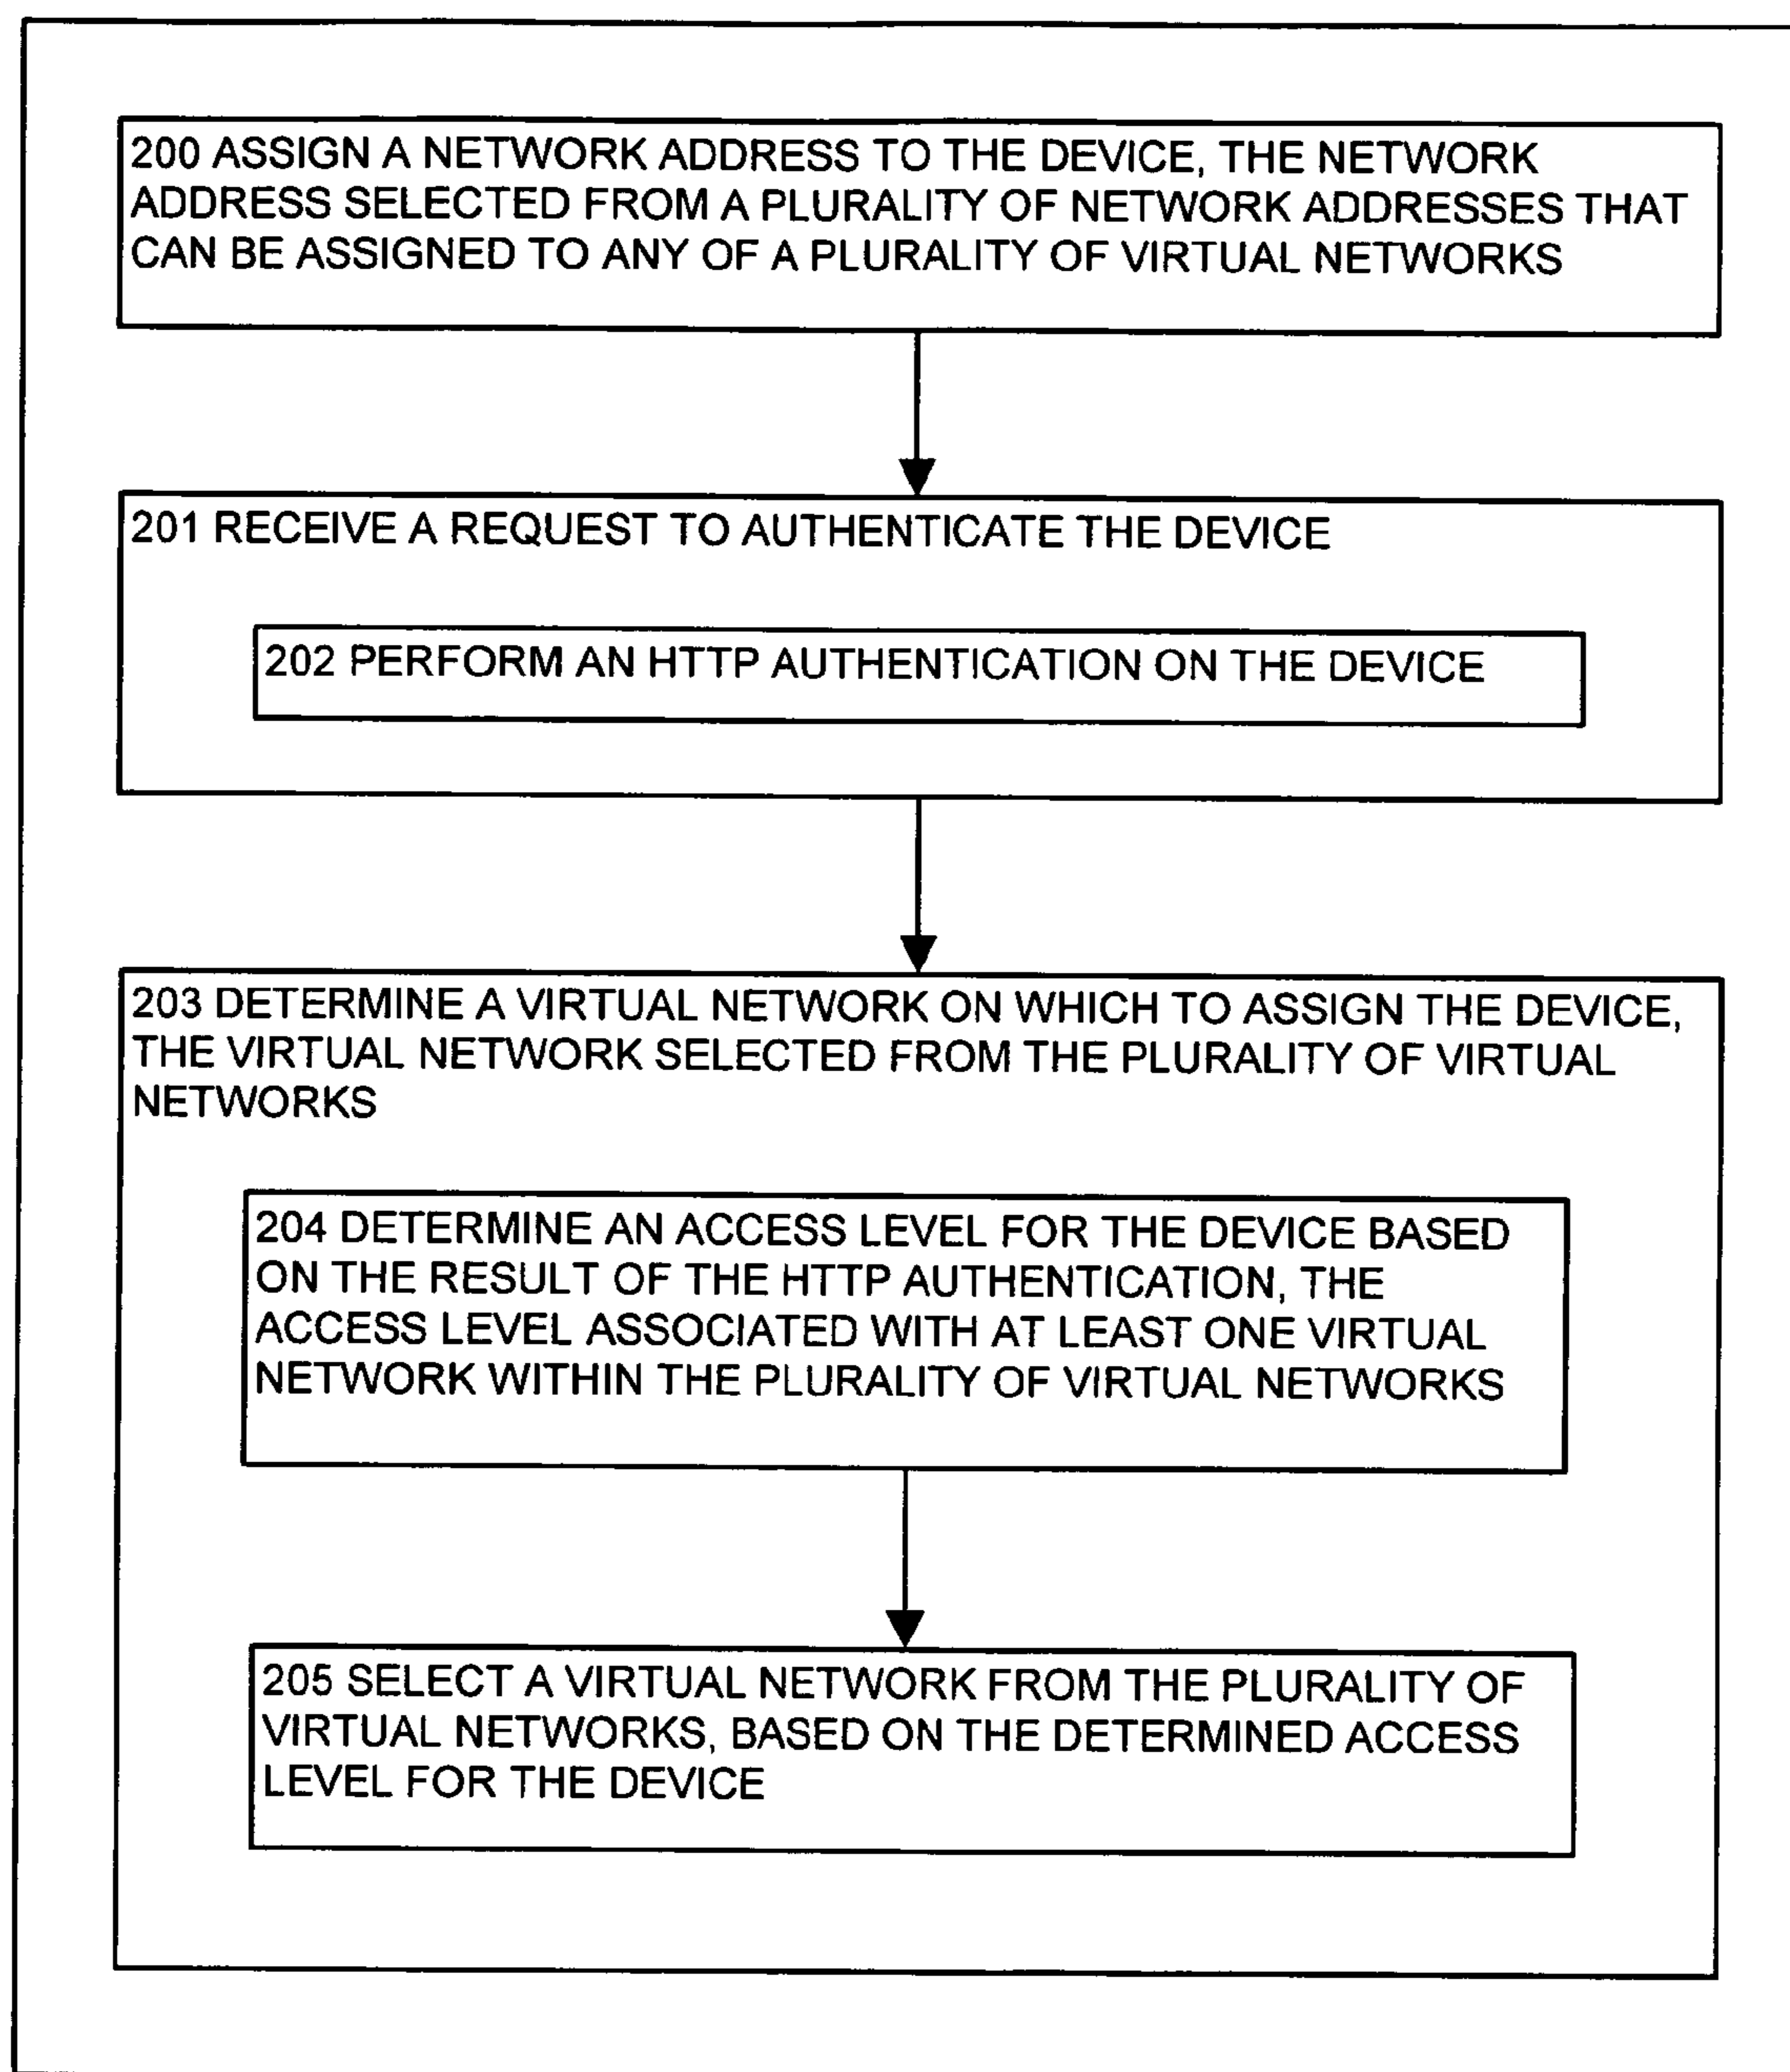 200 ASSIGN A NETWORK ADDRESS TO THE DEVICE, THE NETWORK
ADDRESS SELECTED FROM A PLURALITY OF NETWORK ADDRESSES THAT
CAN BE ASSIGNED TO ANY OF A PLURALITY OF VIRTUAL NETWORKS
201 RECEIVE A REQUEST TO AUTHENTICATE THE DEVICE
202 PERFORM AN HTTP AUTHENTICATION ON THE DEVICE
203 DETERMINE A VIRTUAL NETWORK ON WHICH TO ASSIGN THE DEVICE,
THE VIRTUAL NETWORK SELECTED FROM THE PLURALITY OF VIRTUAL
NETWORKS
204 DETERMINE AN ACCESS LEVEL FOR THE DEVICE BASED
ON THE RESULT OF THE HTTP AUTHENTICATION, THE
ACCESS LEVEL ASSOCIATED WITH AT LEAST ONE VIRTUAL
NETWORK WITHIN THE PLURALITY OF VIRTUAL NETWORKS
205 SELECT A VIRTUAL NETWORK FROM THE PLURALITY OF
VIRTUAL NETWORKS, BASED ON THE DETERMINED ACCESS
LEVEL FOR THE DEVICE